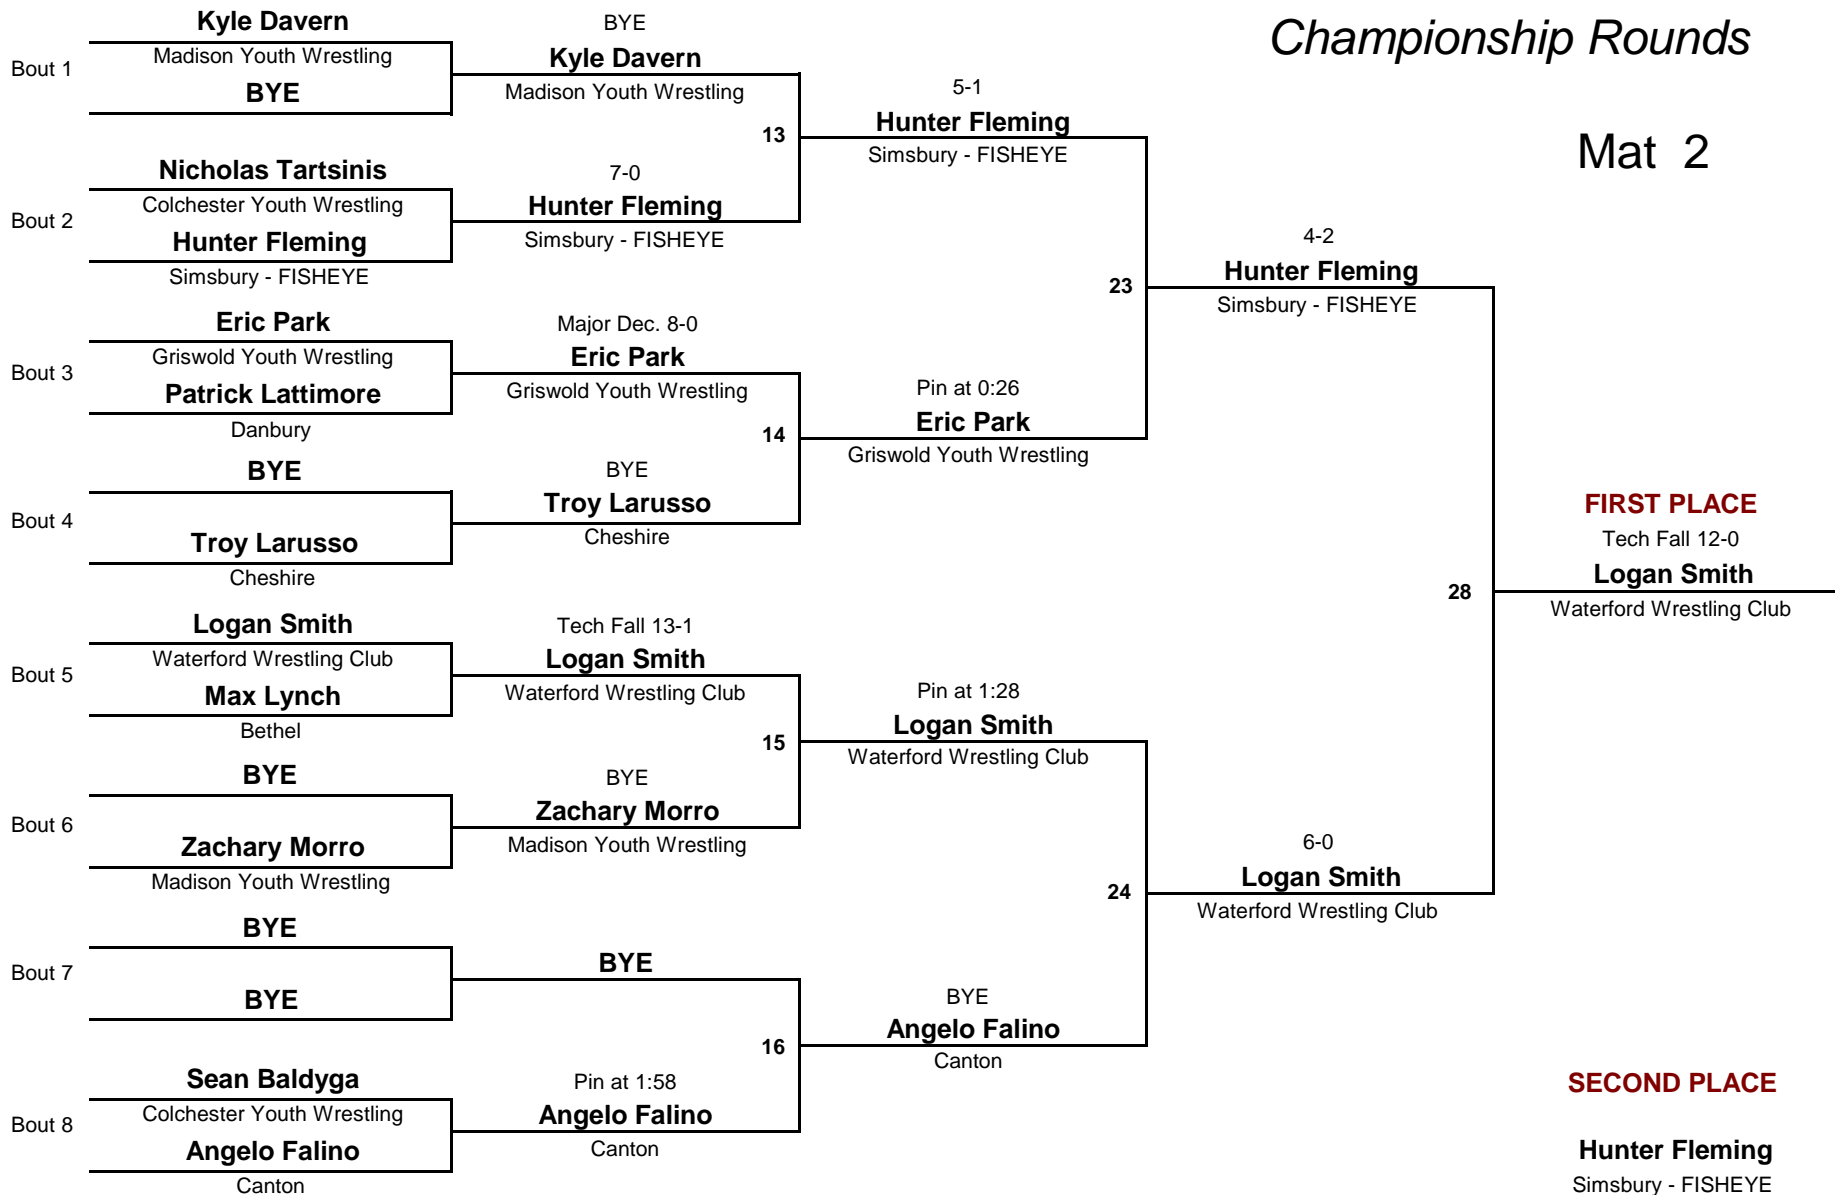 Championship Rounds
Mat 2
Bout 1
Kyle Davern
Madison Youth Wrestling
BYE
Bout 2
Nicholas Tartsinis
Colchester Youth Wrestling
Hunter Fleming
Simsbury - FISHEYE
Bout 3
Eric Park
Griswold Youth Wrestling
Patrick Lattimore
Danbury
Bout 4
BYE
Troy Larusso
Cheshire
Bout 5
Logan Smith
Waterford Wrestling Club
Max Lynch
Bethel
Bout 6
BYE
Zachary Morro
Madison Youth Wrestling
Bout 7
BYE
BYE
Bout 8
Sean Baldyga
Colchester Youth Wrestling
Angelo Falino
Canton
BYE
Kyle Davern
Madison Youth Wrestling
13
7-0
Hunter Fleming
Simsbury - FISHEYE
Major Dec. 8-0
Eric Park
Griswold Youth Wrestling
14
BYE
Troy Larusso
Cheshire
Tech Fall 13-1
Logan Smith
Waterford Wrestling Club
15
BYE
Zachary Morro
Madison Youth Wrestling
BYE
16
Pin at 1:58
Angelo Falino
Canton
5-1
Hunter Fleming
Simsbury - FISHEYE
23
Pin at 0:26
Eric Park
Griswold Youth Wrestling
Pin at 1:28
Logan Smith
Waterford Wrestling Club
24
BYE
Angelo Falino
Canton
4-2
Hunter Fleming
Simsbury - FISHEYE
28
6-0
Logan Smith
Waterford Wrestling Club
FIRST PLACE
Tech Fall 12-0
Logan Smith
Waterford Wrestling Club
SECOND PLACE
Hunter Fleming
Simsbury - FISHEYE